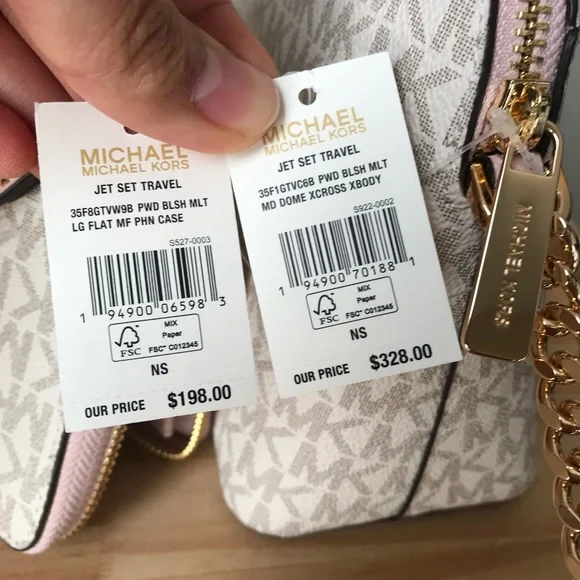 MICHAEL
MICHAEL KORS
JET SET TRAVEL
35F8GTVW9B PWD BLSH MLT
LG FLAT MF PHN CASE
S527-0003
1 94900 06598 3
FSC
MIX
Paper
FSC* C012345
NS
OUR PRICE $198.00
MICHAEL
MICHAEL KORS
JET SET TRAVEL
35F1GTVC6B PWD BLSH MLT
MD DOME XCROSS XBODY
S922-0002
1 94900 70188 1
FSC
MIX
Paper
FSC* C012345
NS
OUR PRICE $328.00
MICHAEL KORS